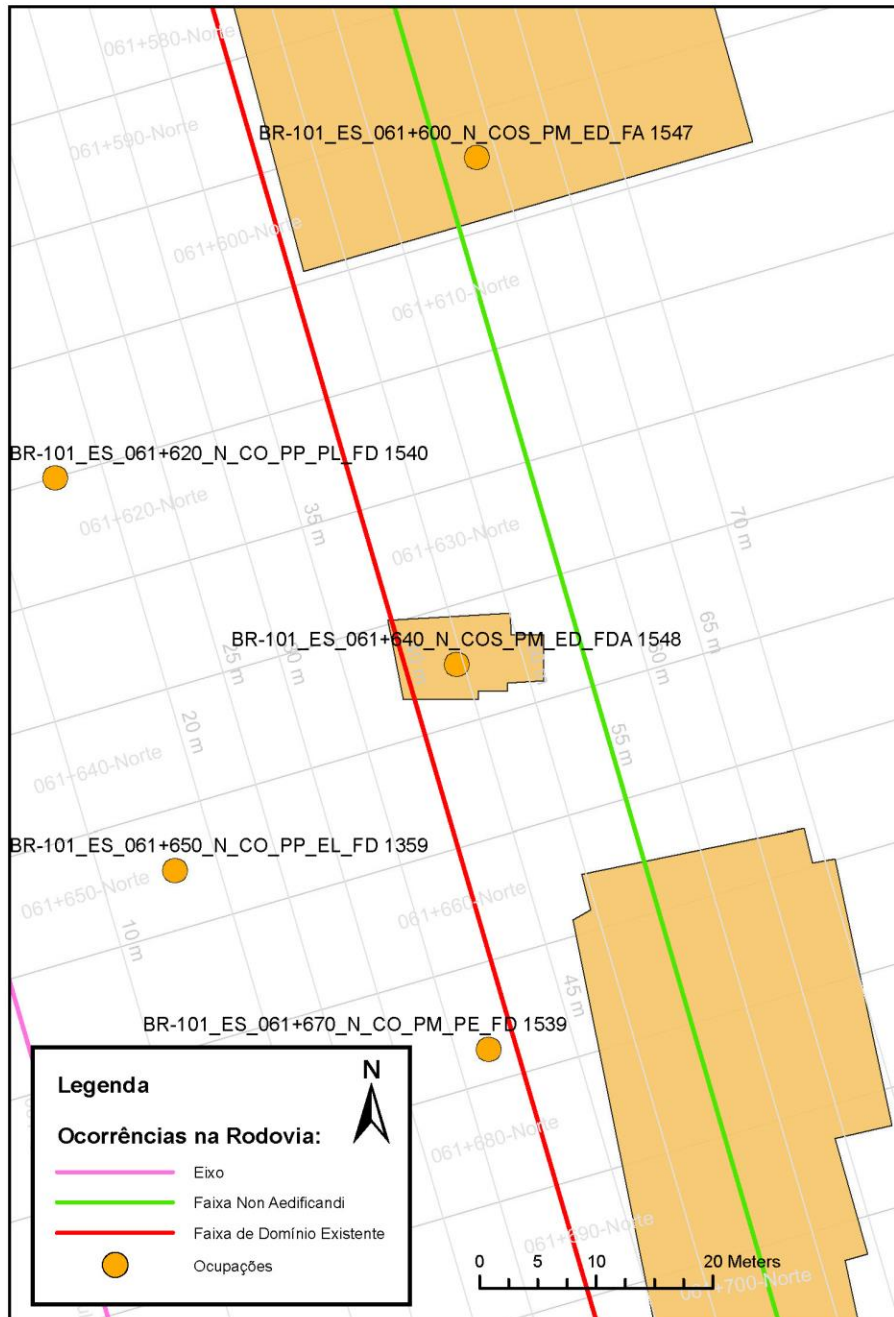 061+580-Norte
BR-101_ES_061+600_N_COS_PM_ED_FA 1547
061+590-Norte
061+600-Norte
061+610-Norte
BR-101_ES_061+620_N_CO_PP_PL_FD 1540
061+620-Norte
35 m
061+630-Norte
70 m
BR-101_ES_061+640_N_COS_PM_ED_FDA 1548
25 m
30 m
60 m
65 m
20 m
55 m
061+640-Norte
BR-101_ES_061+650_N_CO_PP_EL_FD 1359
061+650-Norte
061+660-Norte
10 m
45 m
BR-101_ES_061+670_N_CO_PM_PE_FD 1539
061+680-Norte
061+690-Norte
061+700-Norte
Legenda
N
Ocorrências na Rodovia:
Eixo
Faixa Non Aedificandi
Faixa de Domínio Existente
Ocupações
0 5 10 20 Meters